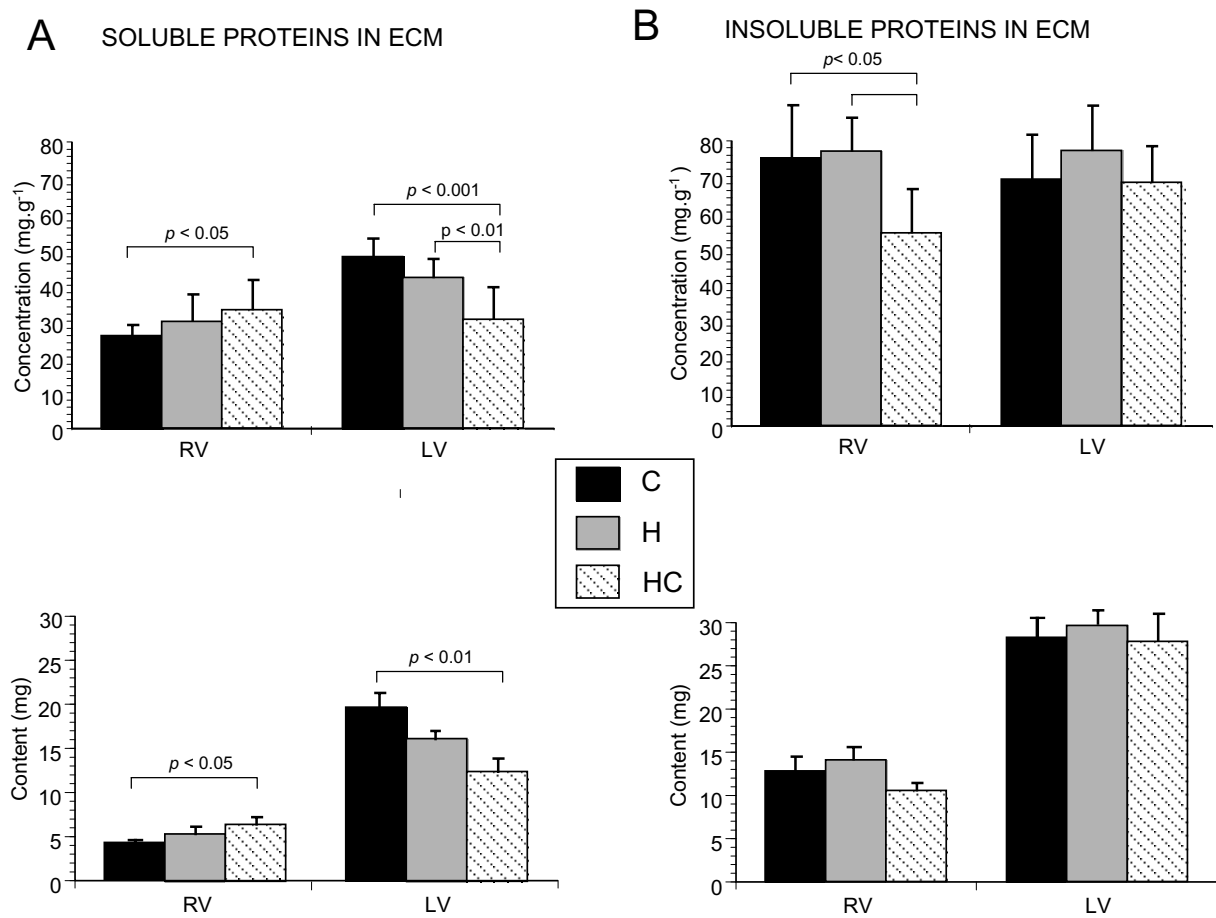 A SOLUBLE PROTEINS IN ECM
Concentration (mg.g-1)
80
70
60
50
40
30
20
10
0
p < 0.05
p < 0.001
p < 0.01
RV LV
B INSOLUBLE PROTEINS IN ECM
p< 0.05
Concentration (mg.g-1)
80
70
60
50
40
30
20
10
0
RV LV
C
H
HC
Content (mg)
30
25
20
15
10
5
0
p < 0.05
p < 0.01
RV LV
Content (mg)
30
25
20
15
10
5
0
RV LV